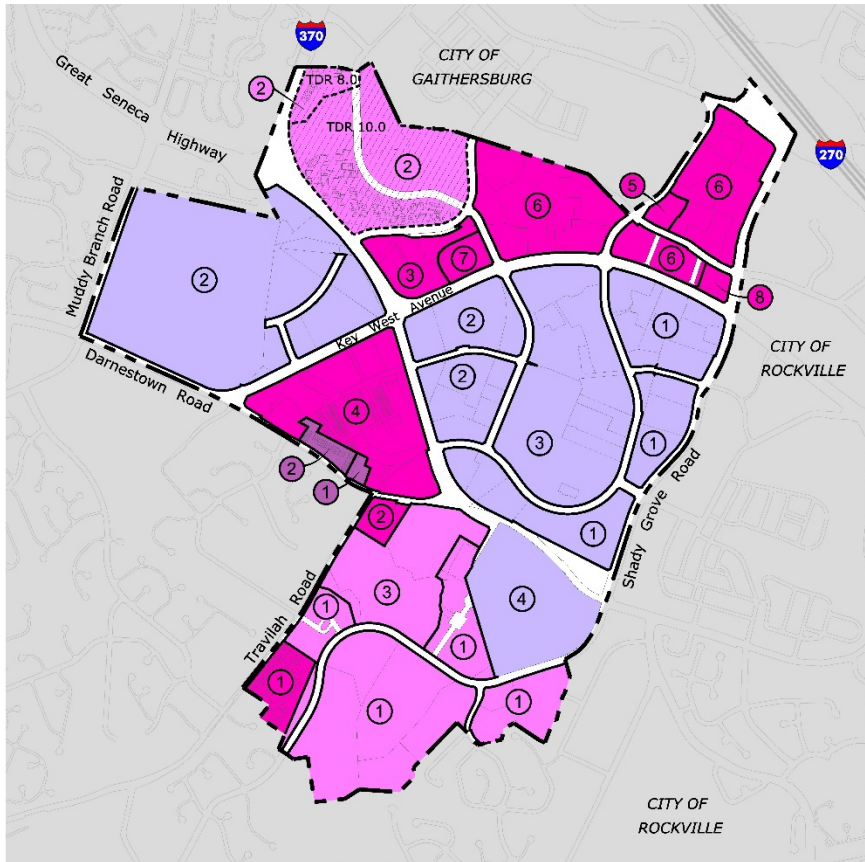 370
CITY OF
GAITHERSBURG
Great Seneca
Highway
TDR 8.0
2
TDR 10.0
2
270
5
6
6
6
8
3
7
Muddy Branch Road
2
Key West Avenue
2
1
CITY OF
ROCKVILLE
Darnestown Road
4
2
3
1
2
1
Shady Grove Road
2
1
3
4
Travilah Road
1
1
1
1
1
CITY OF
ROCKVILLE